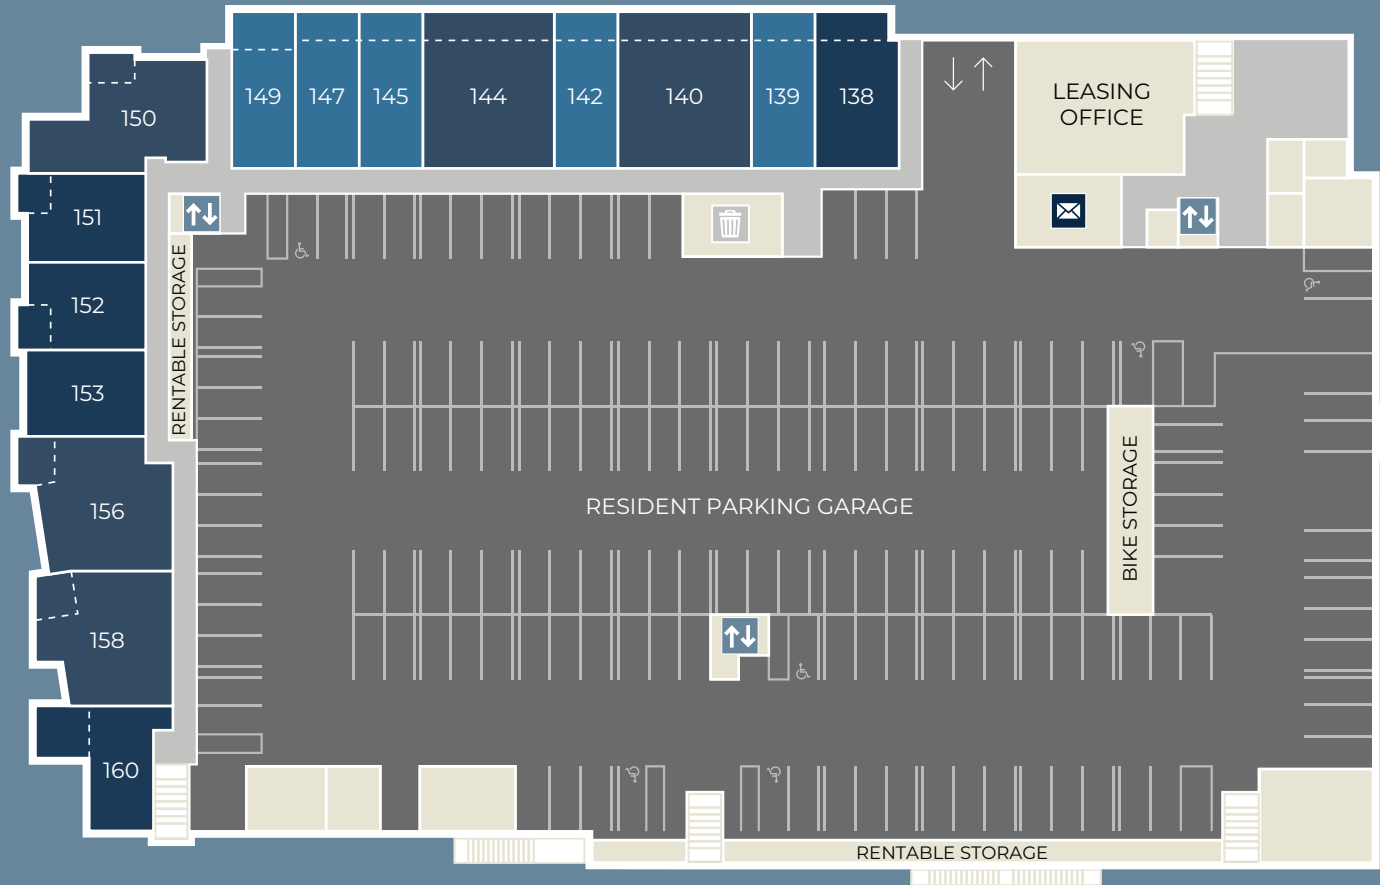 149
147
145
144
142
140
139
138
LEASING
OFFICE
150
151
152
153
156
158
160
RENTABLE STORAGE
RESIDENT PARKING GARAGE
BIKE STORAGE
RENTABLE STORAGE